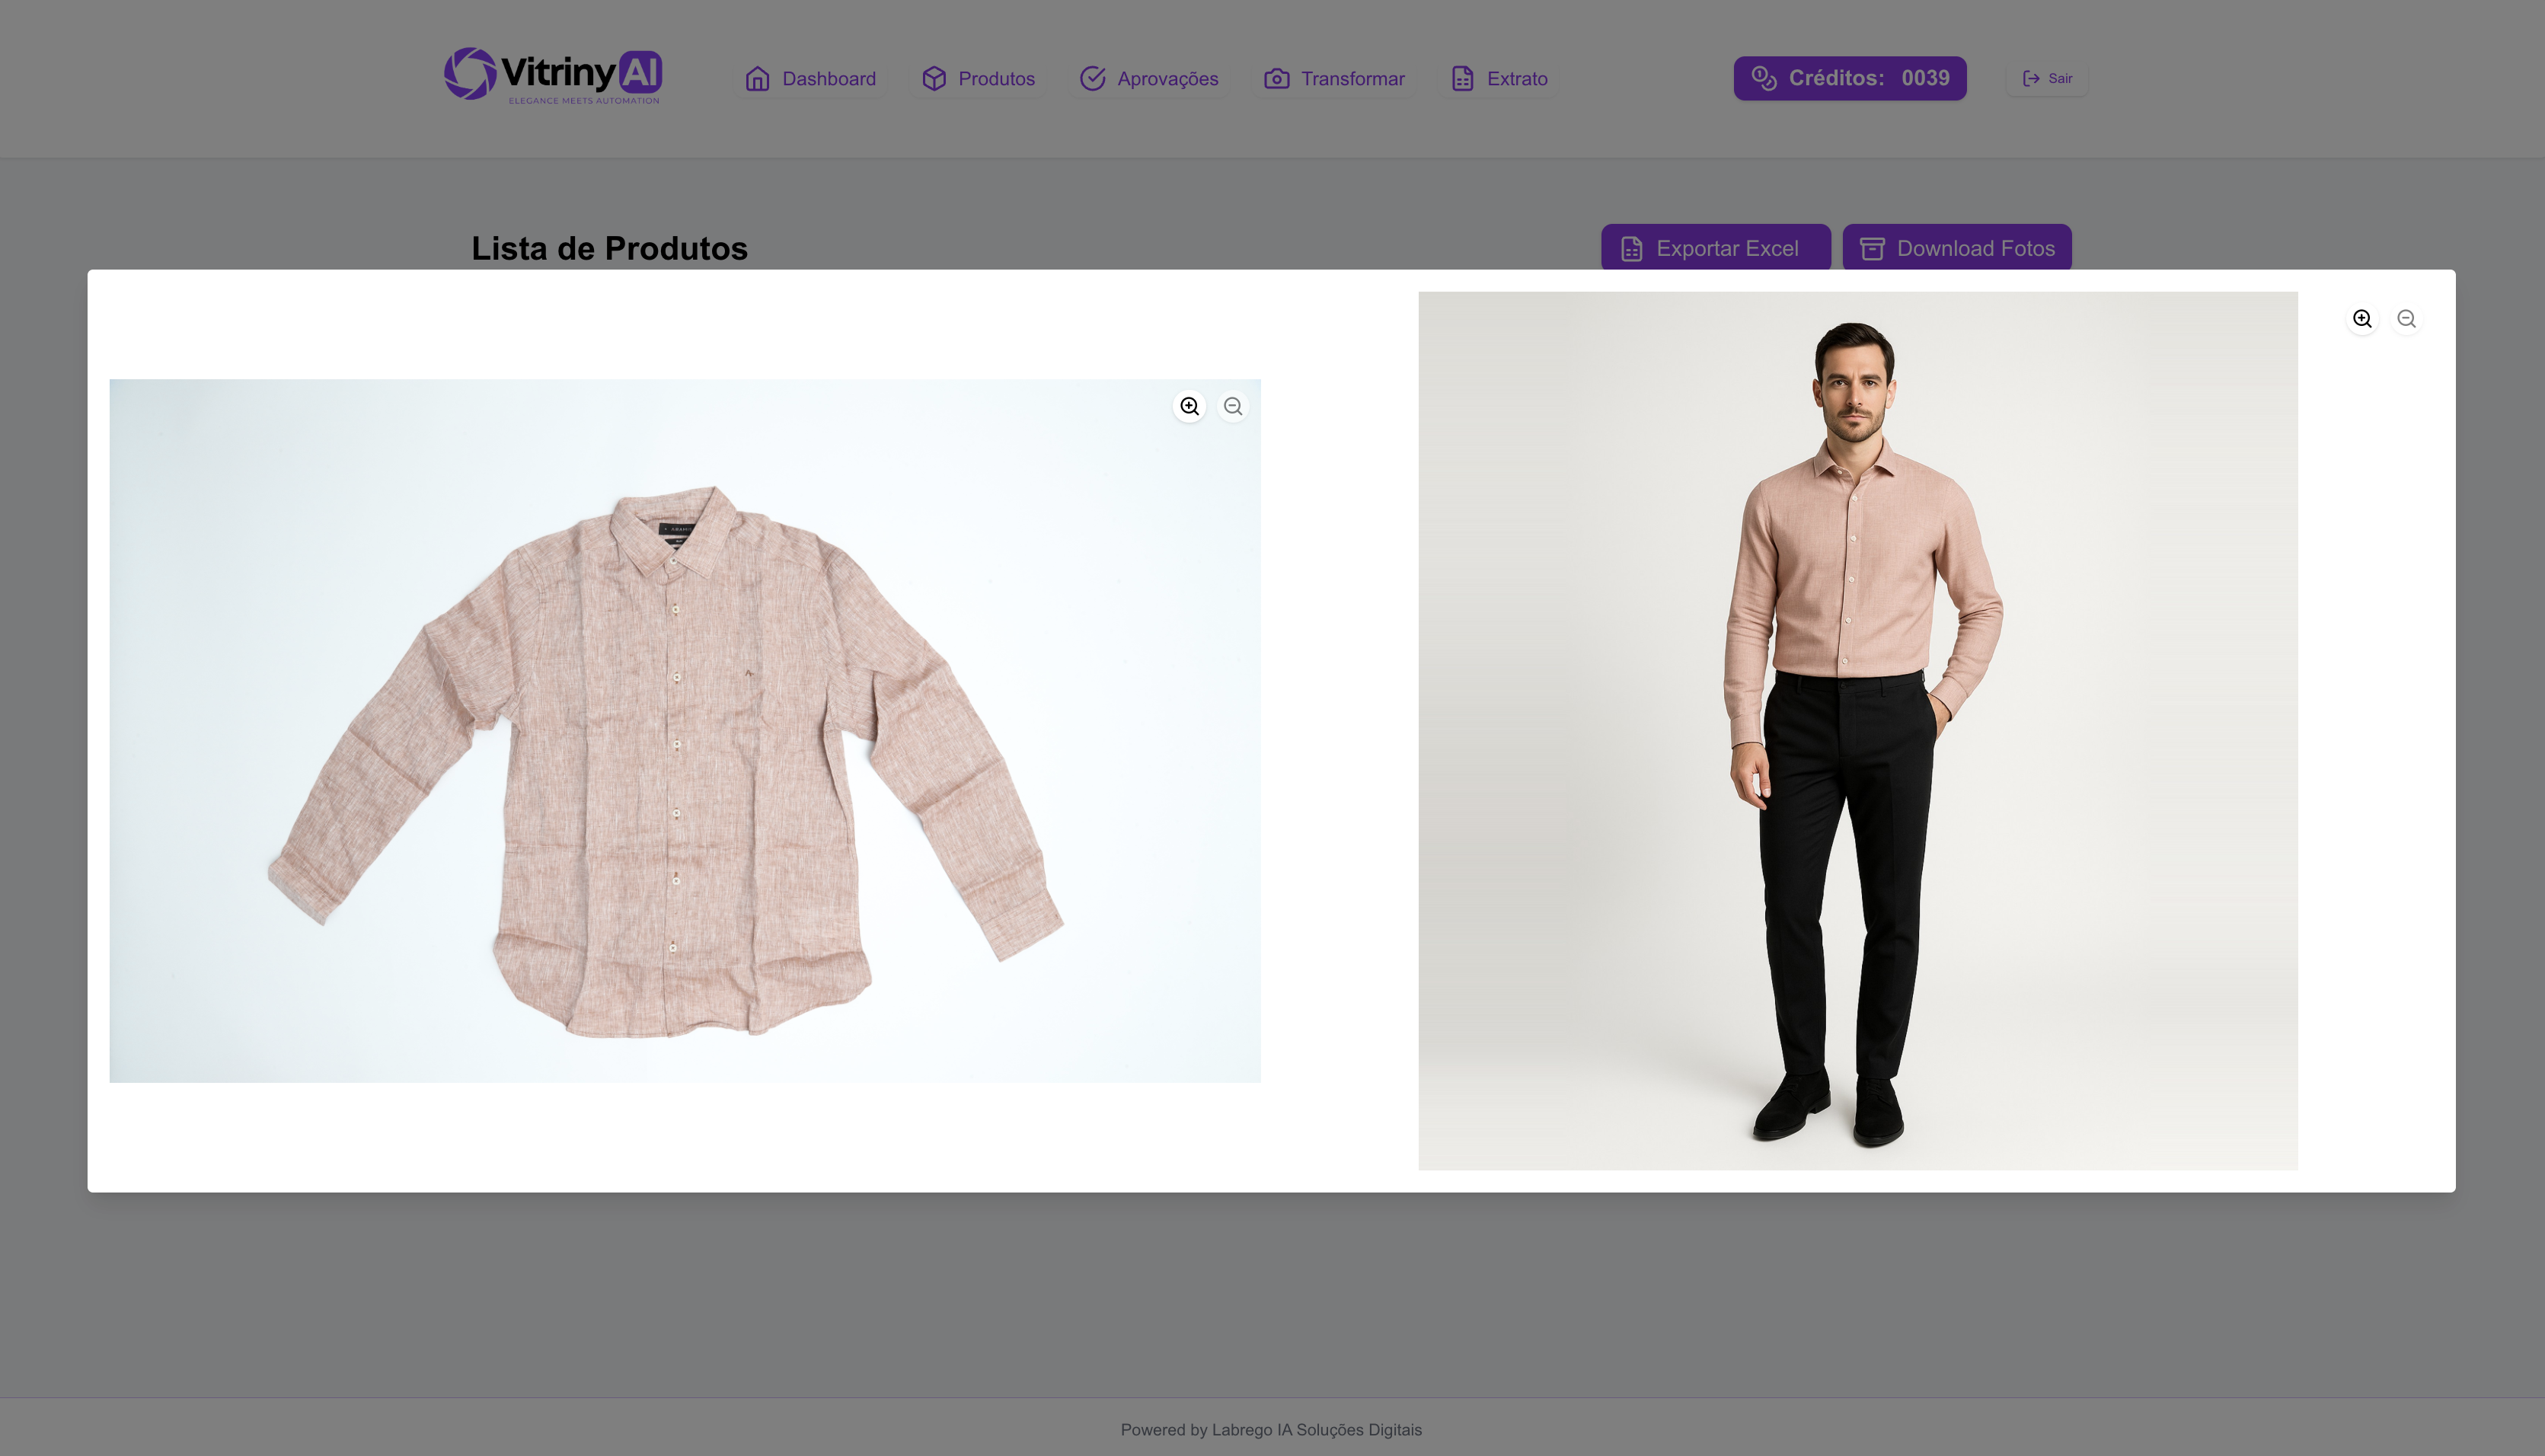 VitrinyAI
ELEGANCE MEETS AUTOMATION
Dashboard
Produtos
Aprovações
Transformar
Extrato
Créditos: 0039
Sair
Lista de Produtos
Exportar Excel
Download Fotos
Powered by Labrego IA Soluções Digitais